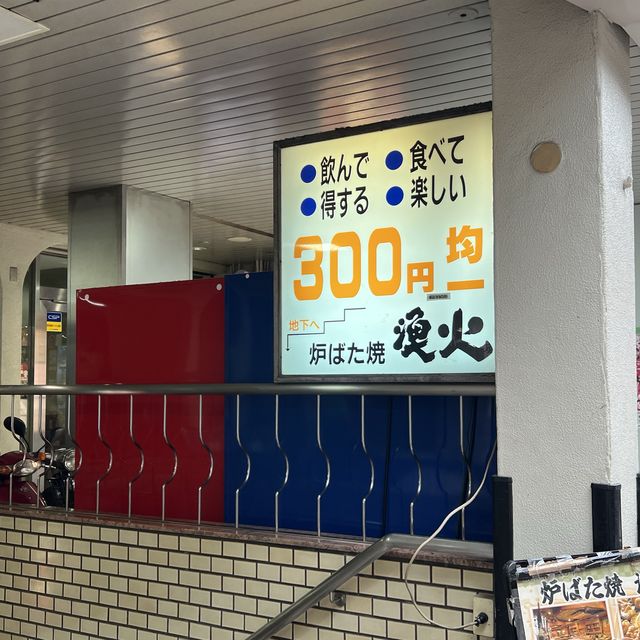 飲んで
食べて
得する
楽しい
300円均一
地下へ
炉ばた焼 漁火
CSP
炉ばた焼